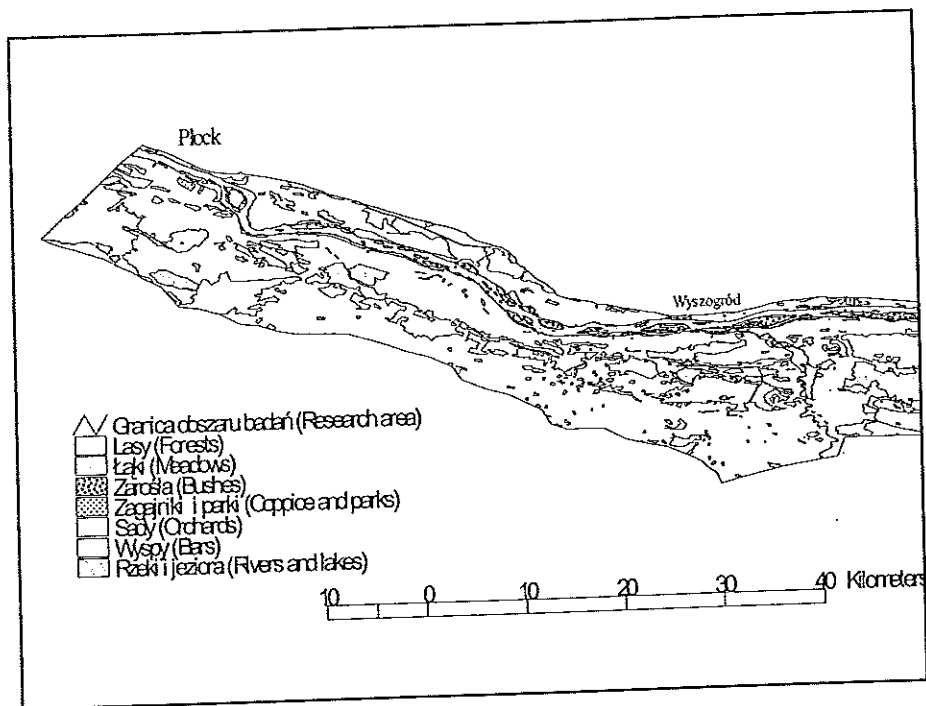 Płock
Wyszogród
Granica obszaru badań (Research area)
Lasy (Forests)
Łąki (Meadows)
Zarośla (Bushes)
Zagajniki i parki (Coppice and parks)
Sady (Orchards)
Wyspy (Bars)
Rzeki i jeziora (Rivers and lakes)
10 0 10 20 30 40 Kilometers